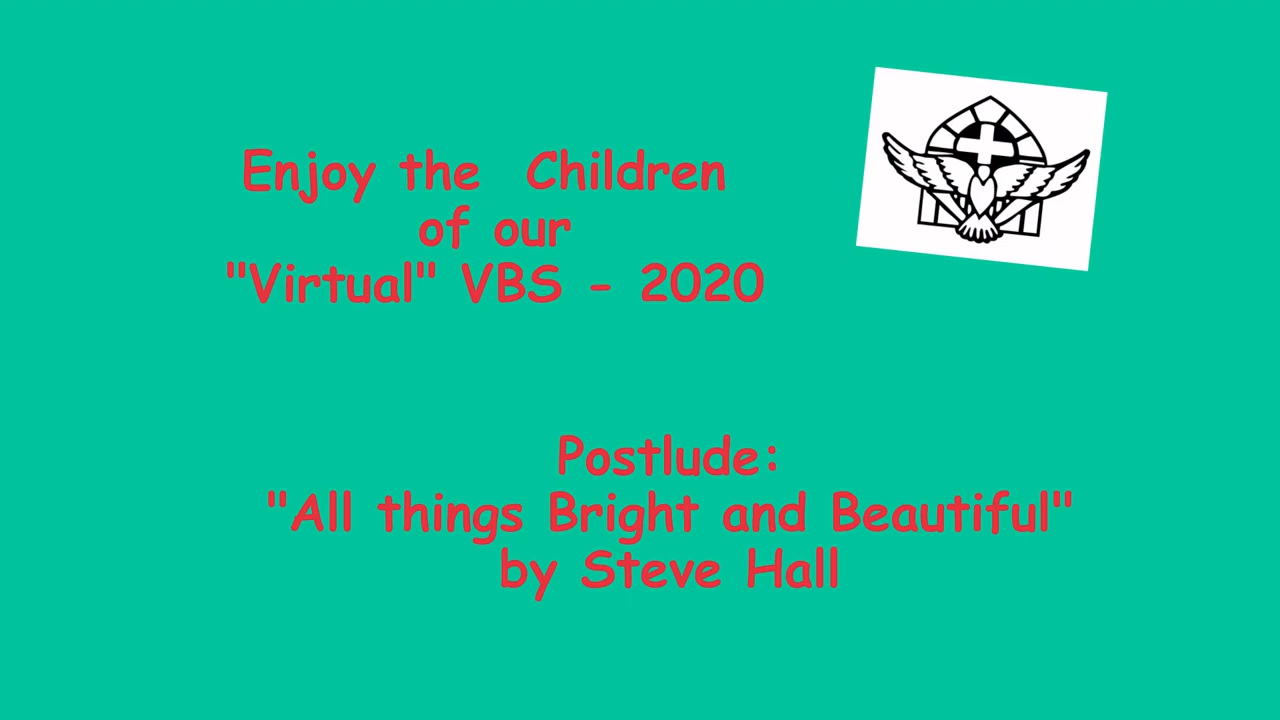 Enjoy the Children
of our
"Virtual" VBS - 2020
Postlude:
"All things Bright and Beautiful"
by Steve Hall